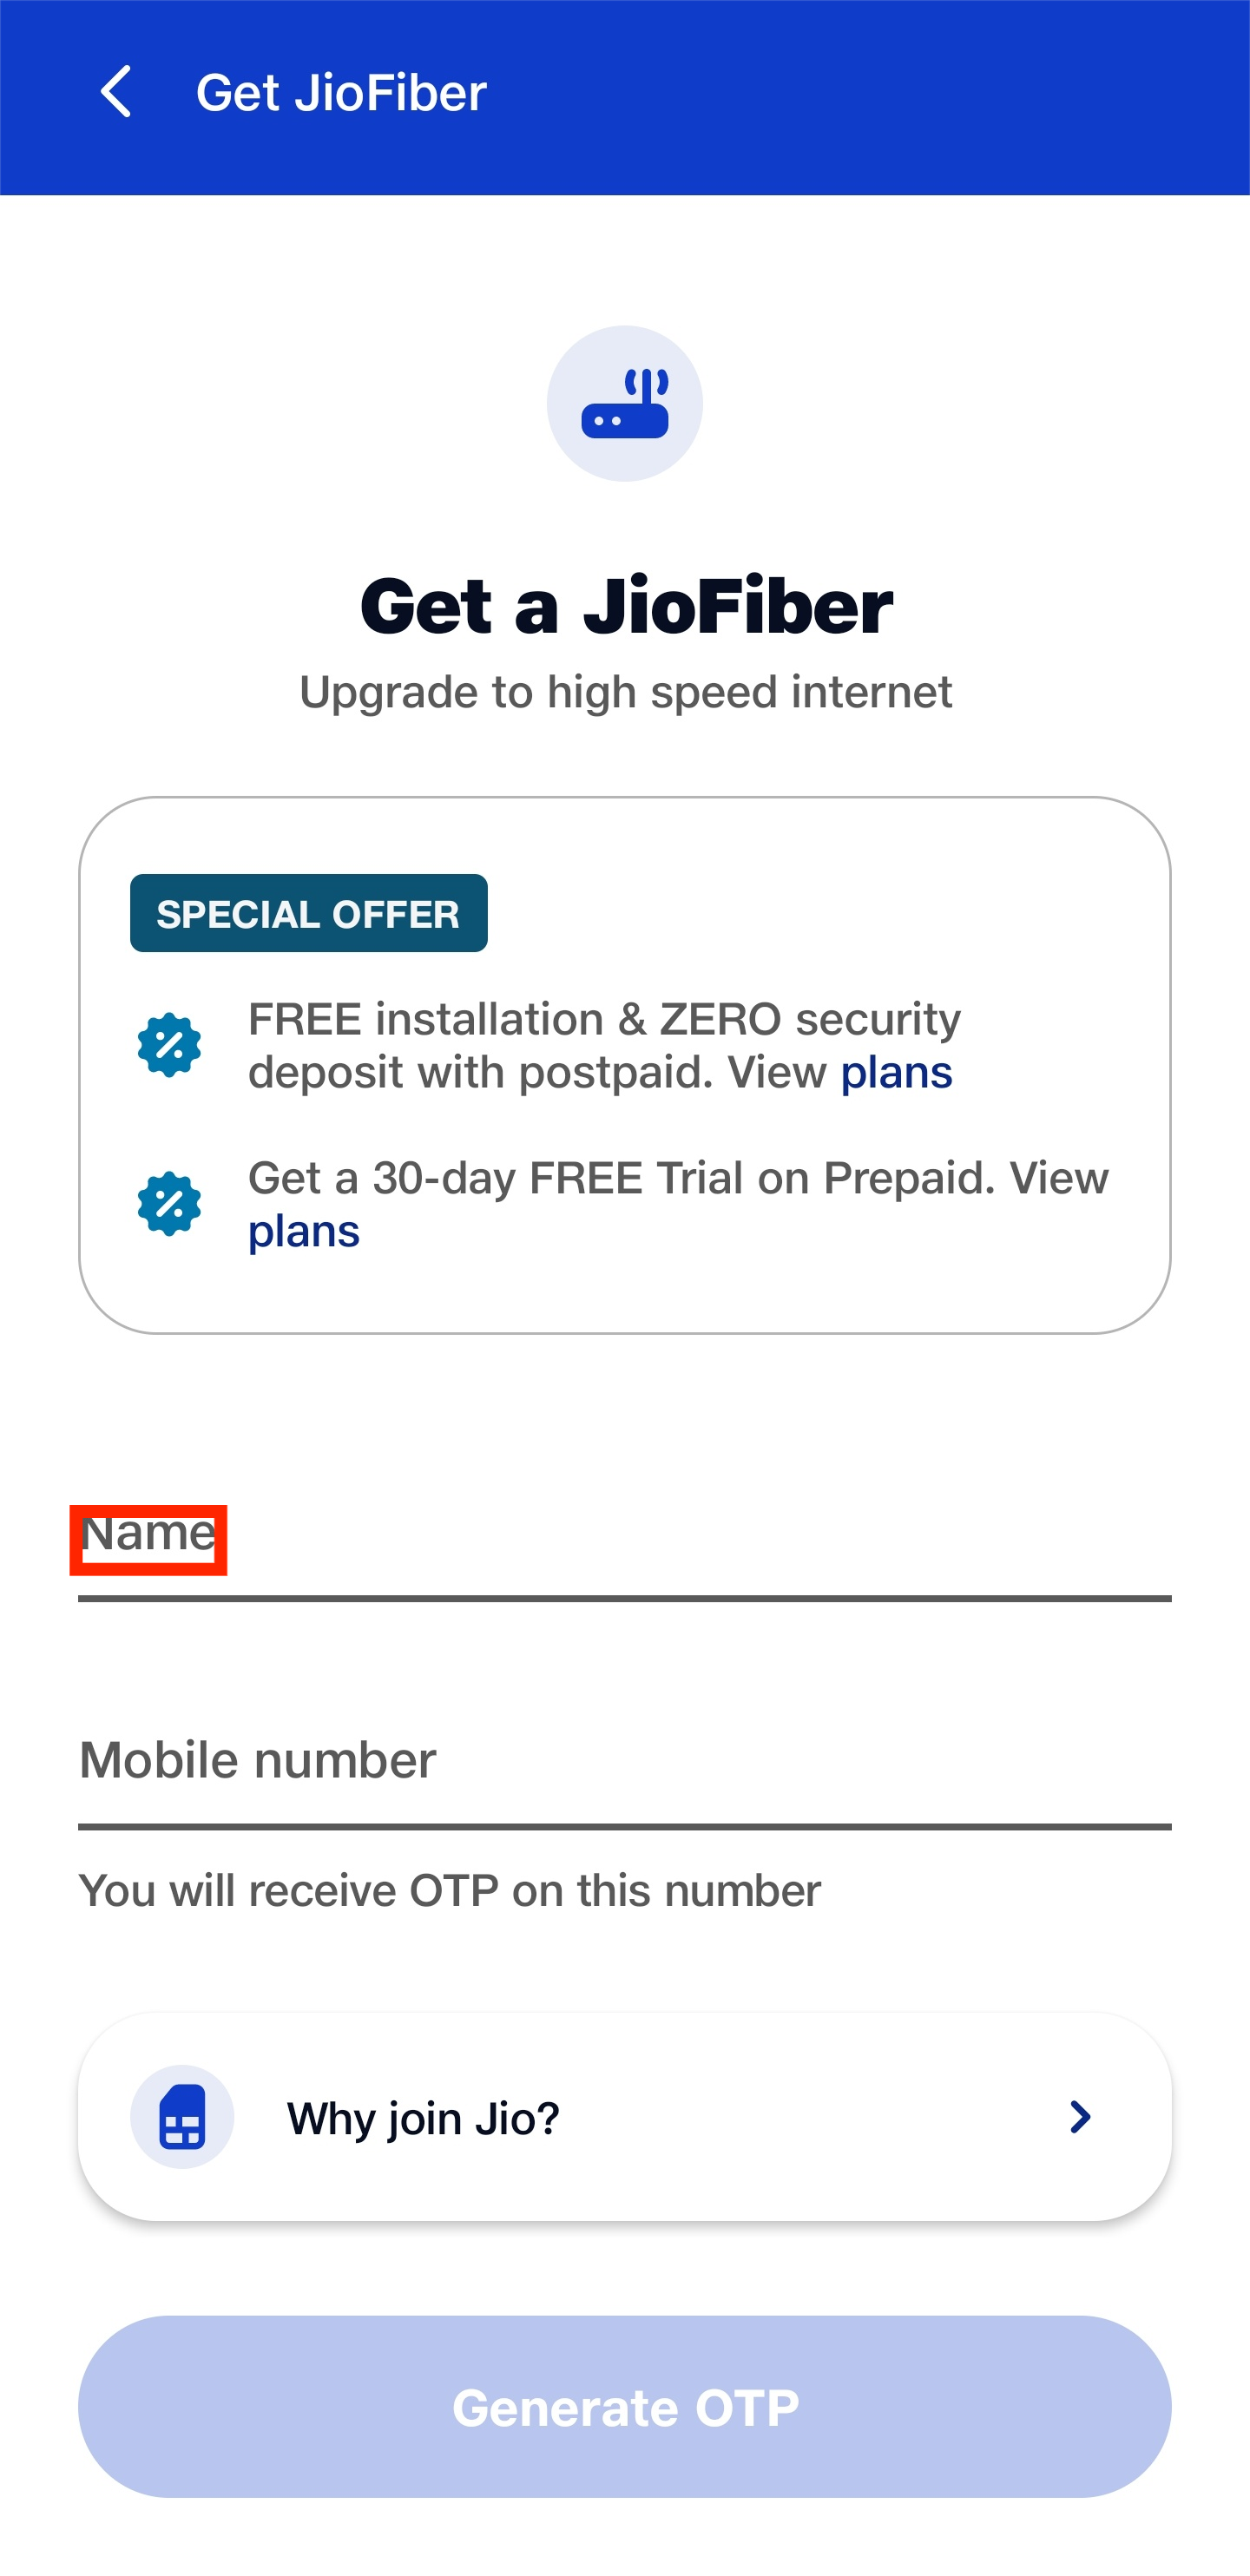 Get JioFiber
Get a JioFiber
Upgrade to high speed internet
SPECIAL OFFER
FREE installation & ZERO security
deposit with postpaid. View plans
Get a 30-day FREE Trial on Prepaid. View
plans
Name
Mobile number
You will receive OTP on this number
Why join Jio?
Generate OTP